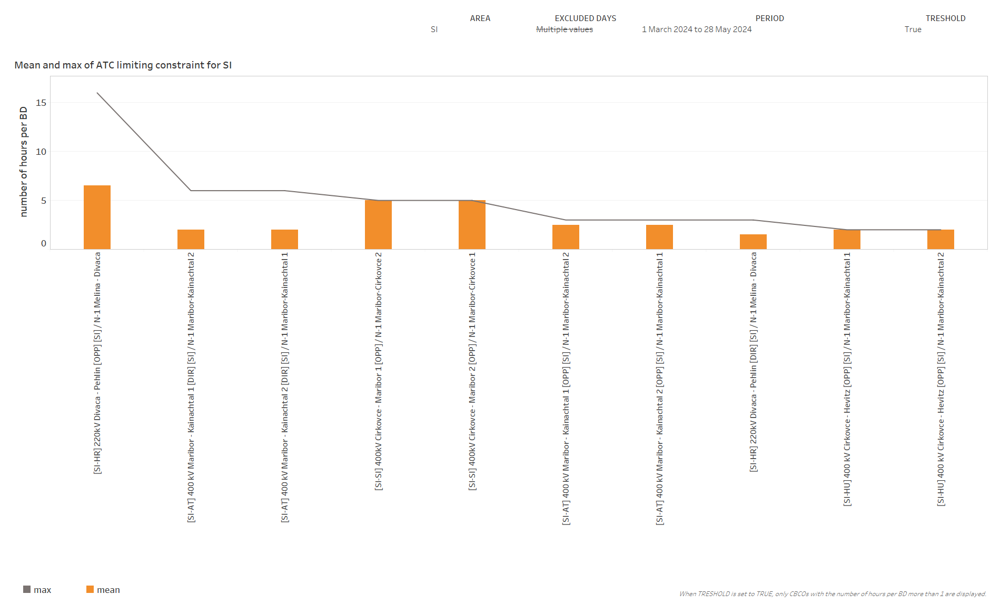 AREA EXCLUDED DAYS PERIOD TRESHOLD
SI Multiple values 1 March 2024 to 28 May 2024 True
Mean and max of ATC limiting constraint for SI
number of hours per BD
15
10
5
0
[SI-HR] 220kV Divaca - Pehlin [OPP] [SI] / N-1 Melina - Divaca
[SI-AT] 400 kV Maribor - Kainachtal 1 [DIR] [SI] / N-1 Maribor-Kainachtal 2
[SI-AT] 400 kV Maribor - Kainachtal 2 [DIR] [SI] / N-1 Maribor-Kainachtal 1
[SI-SI] 400kV Cirkovce - Maribor 1 [OPP] / N-1 Maribor-Cirkovce 2
[SI-SI] 400kV Cirkovce - Maribor 2 [OPP] / N-1 Maribor-Cirkovce 1
[SI-AT] 400 kV Maribor - Kainachtal 1 [OPP] [SI] / N-1 Maribor-Kainachtal 2
[SI-AT] 400 kV Maribor - Kainachtal 2 [OPP] [SI] / N-1 Maribor-Kainachtal 1
[SI-HR] 220kV Divaca - Pehlin [DIR] [SI] / N-1 Melina - Divaca
[SI-HU] 400 kV Cirkovce - Hevitz [OPP] [SI] / N-1 Maribor-Kainachtal 1
[SI-HU] 400 kV Cirkovce - Hevitz [OPP] [SI] / N-1 Maribor-Kainachtal 2
max mean
When TRESHOLD is set to TRUE, only CBCOs with the number of hours per BD more than 1 are displayed.